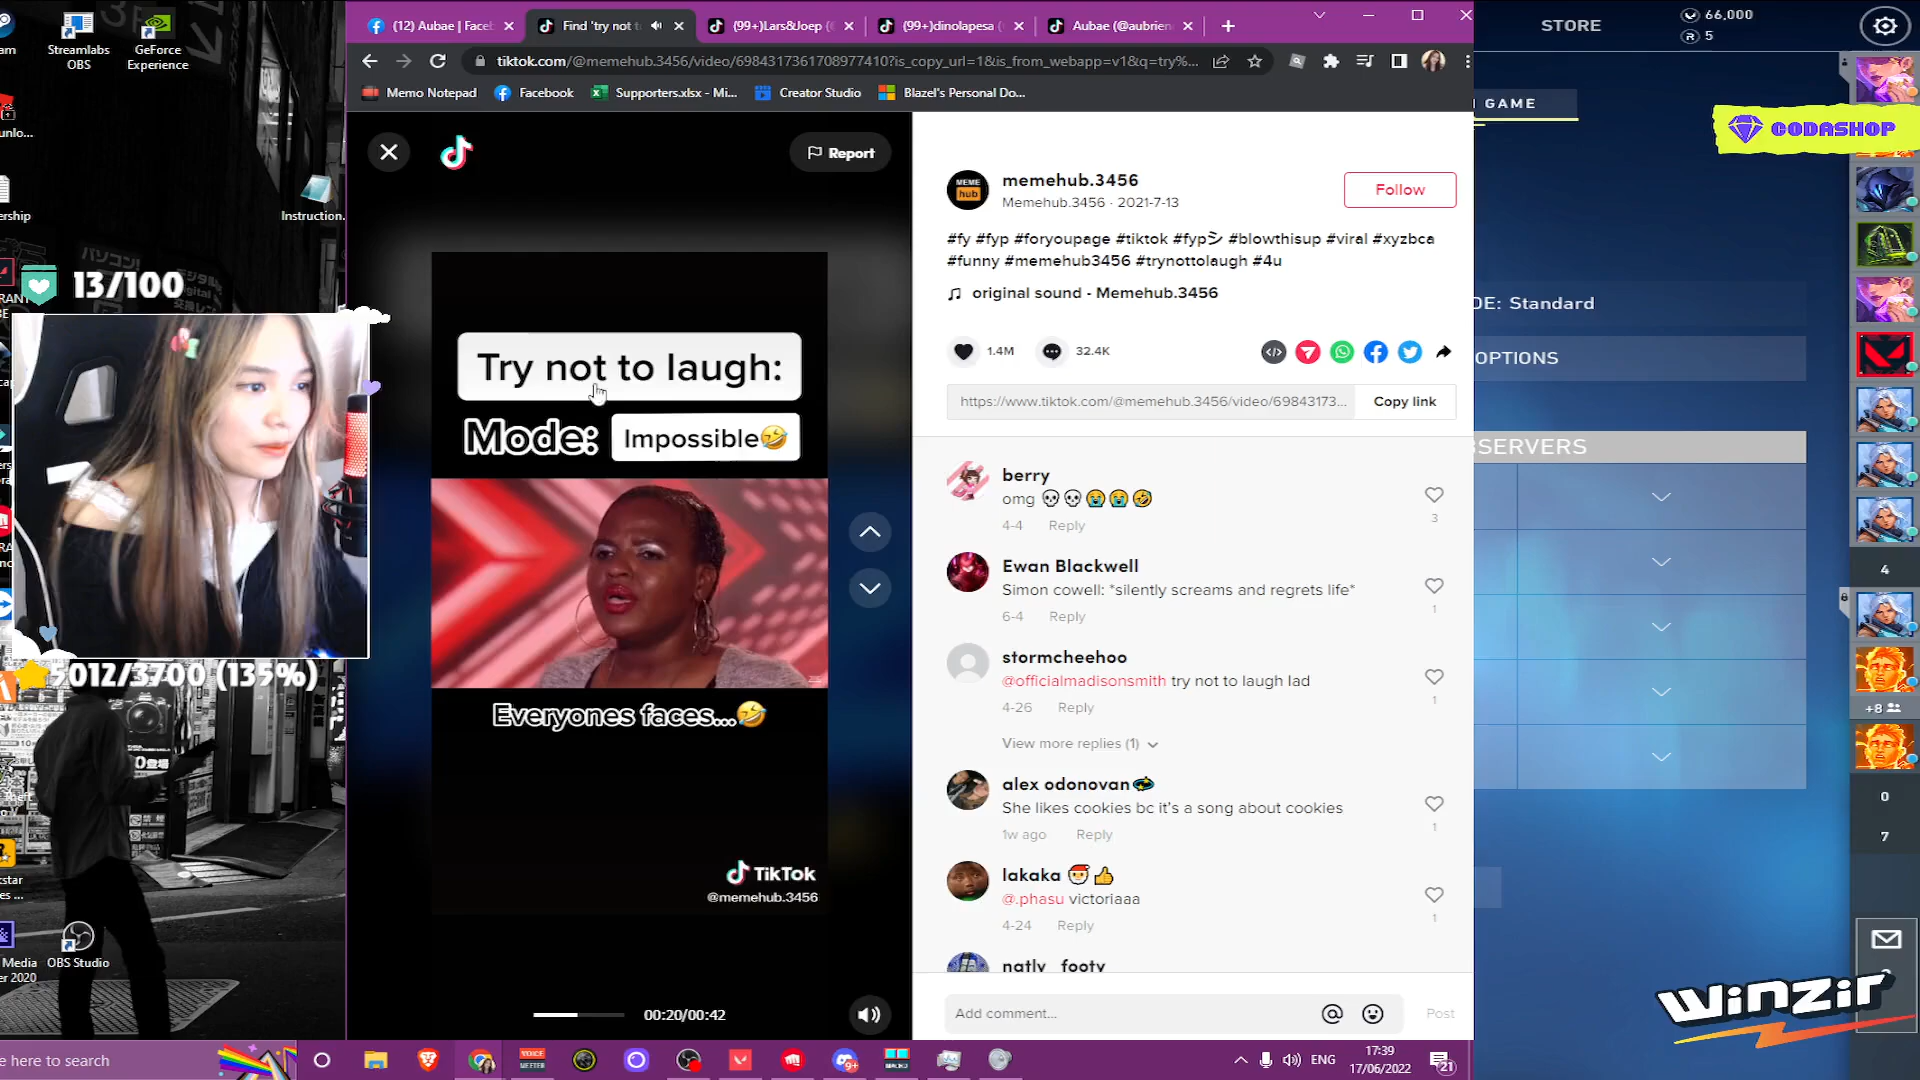 Streamlabs
OBS
GeForce
Experience
Instruction.
(12) Aubae | Faceb
Find 'try not t
(99+)Lars&Joep (
(99+)dinolapesa (
Aubae (@aubrien
tiktok.com/@memehub.3456/video/6984317361708977410?is_copy_url=1&is_from_webapp=v1&q=try%...
Memo Notepad
Facebook
Supporters.xlsx - Mi...
Creator Studio
Blazel's Personal Do...
Report
13/100
5012/3700 (135%)
Try not to laugh:
Mode: Impossible🤣
Everyones faces...🤣
TikTok
@memehub.3456
00:20/00:42
MEME
hub
memehub.3456
Memehub.3456 · 2021-7-13
Follow
#fy #fyp #foryoupage #tiktok #fypシ #blowthisup #viral #xyzbca
#funny #memehub3456 #trynottolaugh #4u
original sound - Memehub.3456
1.4M
32.4K
https://www.tiktok.com/@memehub.3456/video/69843173...
Copy link
berry
omg 💀💀😭😭🤣
4-4 Reply
3
Ewan Blackwell
Simon cowell: *silently screams and regrets life*
6-4 Reply
1
stormcheehoo
@officialmadisonsmith try not to laugh lad
4-26 Reply
1
View more replies (1)
alex odonovan
She likes cookies bc it's a song about cookies
1w ago Reply
1
lakaka 🎅👍
@.phasu victoriaaa
4-24 Reply
1
natly_footy
Add comment...
Post
STORE
66,000
5
GAME
CODASHOP
DE: Standard
OPTIONS
SERVERS
4
+8
0
7
WINZIR
Media
er 2020
OBS Studio
e here to search
ENG
17:39
17/06/2022
21